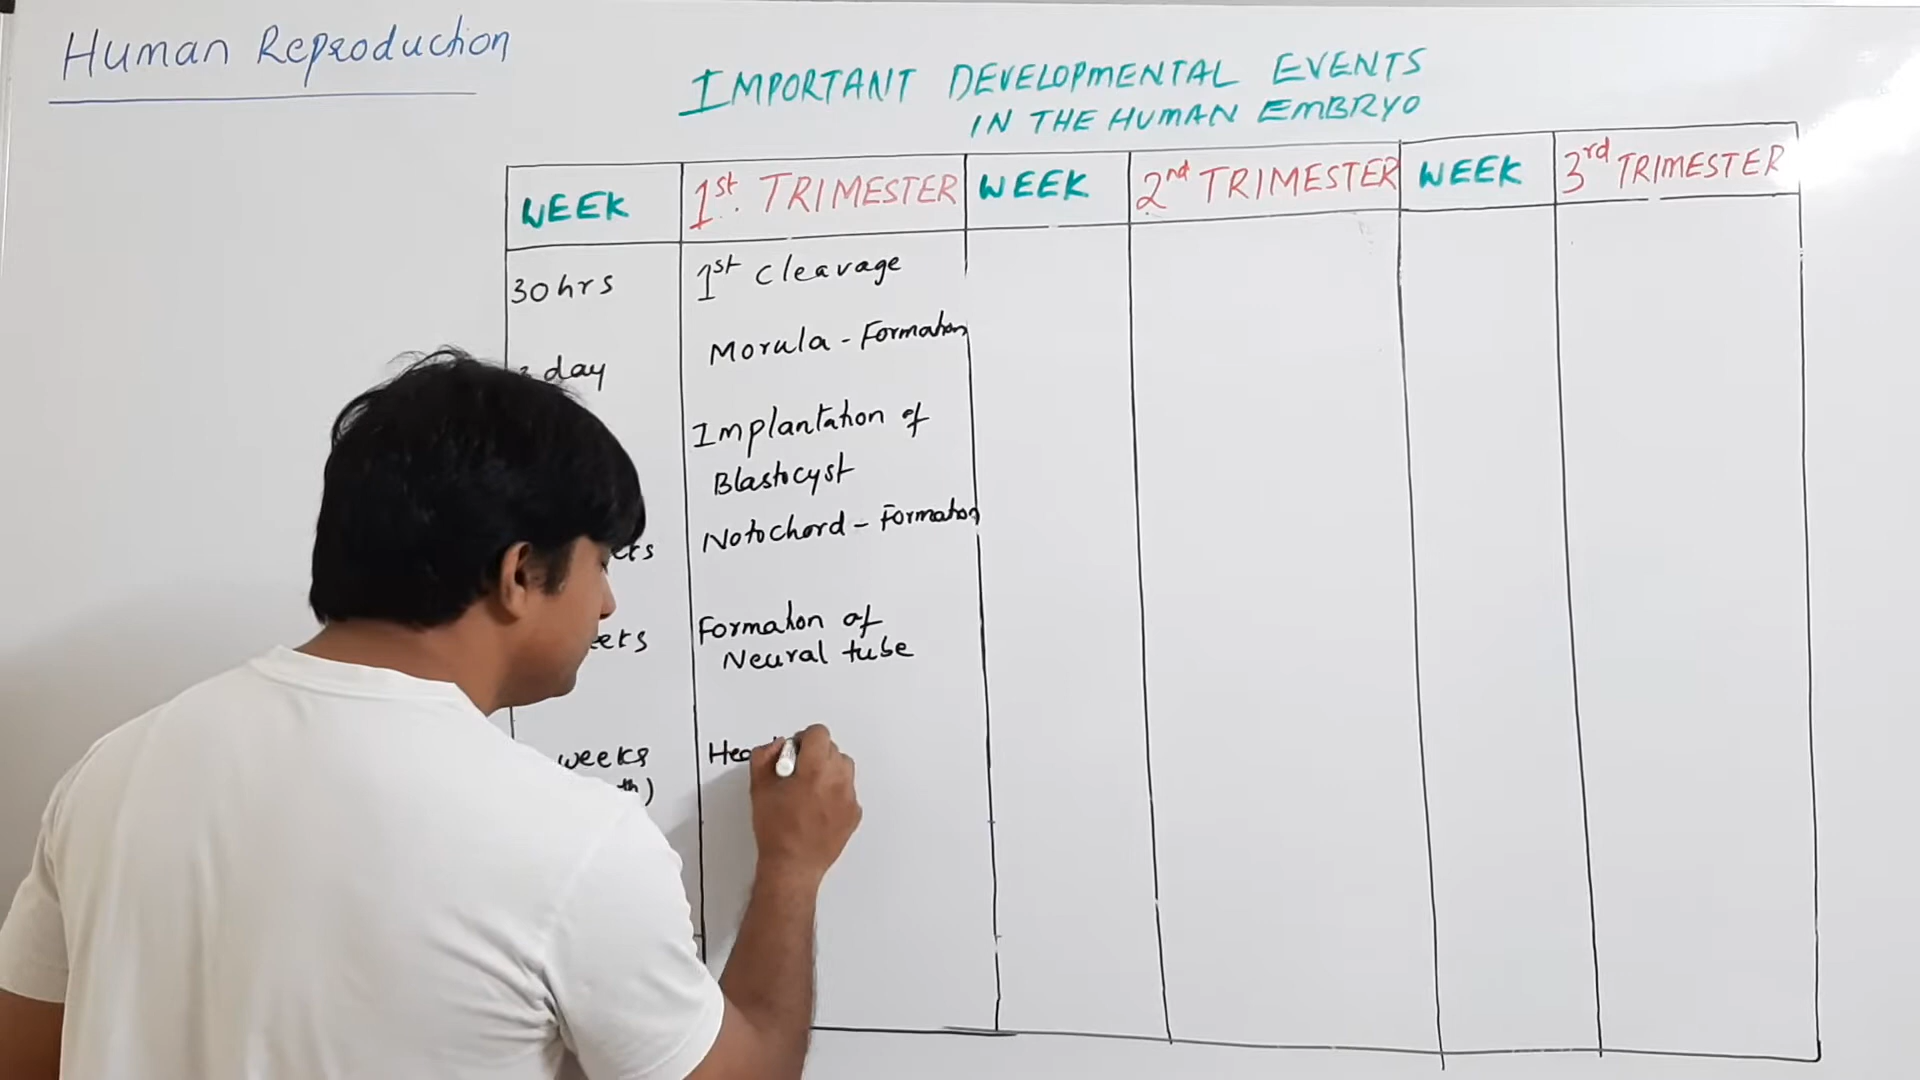 Human Reproduction
IMPORTANT DEVELOPMENTAL EVENTS
IN THE HUMAN EMBRYO
WEEK 1st TRIMESTER WEEK 2nd TRIMESTER WEEK 3rd TRIMESTER
30 hrs 1st Cleavage
day Morula - Formation
Implantation of
Blastocyst
Notochord - Formation
Formation of
Neural tube
weeks